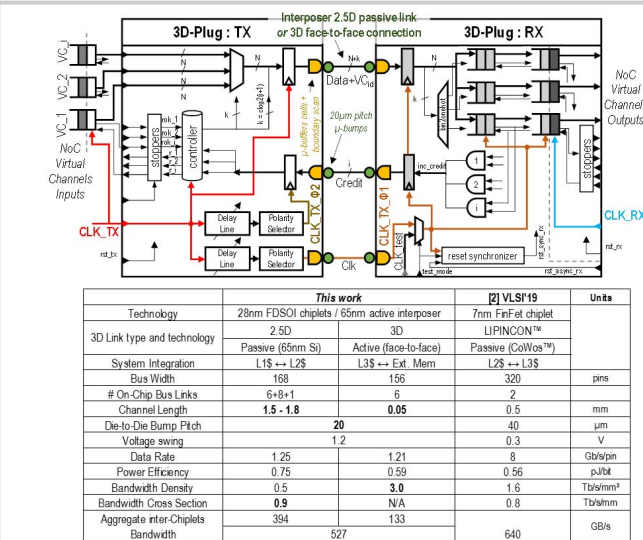 Interposer 2.5D passive link
or 3D face-to-face connection
3D-Plug : TX
3D-Plug : RX
VC_i
VC_2
VC_1
NoC
Virtual
Channels
Inputs
N
N
N+k
Data+VCid
k
k = clog2(i+1)
µ-buffers cells +
boundary scan
20µm pitch
µ-bumps
stoppers
rok_1
controller
i
Credit
CLK_TX
CLK_TX_Φ2
CLK_TX_Φ1
Delay
Line
Polarity
Selector
Delay
Line
Polarity
Selector
Clk
rst_tx
N
k
bin2onehot
inc_credit
1
2
i
stoppers
NoC
Virtual
Channel
Outputs
CLK_RX
CLK_test
test_mode
reset synchronizer
rst_sync_rx
rst_async_rx
rst_rx
This work [2] VLSI'19 Units
Technology 28nm FDSOI chiplets / 65nm active interposer 7nm FinFet chiplet
3D Link type and technology 2.5D 3D LIPINCON™
Passive (65nm Si) Active (face-to-face) Passive (CoWos™)
System Integration L1$ ↔ L2$ L3$ ↔ Ext. Mem L2$ ↔ L3$
Bus Width 168 156 320 pins
# On-Chip Bus Links 6+8+1 6 2
Channel Length 1.5 - 1.8 0.05 0.5 mm
Die-to-Die Bump Pitch 20 40 µm
Voltage swing 1.2 0.3 V
Data Rate 1.25 1.21 8 Gb/s/pin
Power Efficiency 0.75 0.59 0.56 pJ/bit
Bandwidth Density 0.5 3.0 1.6 Tb/s/mm²
Bandwidth Cross Section 0.9 N/A 0.8 Tb/s/mm
Aggregate inter-Chiplets 394 133 GB/s
Bandwidth 527 640